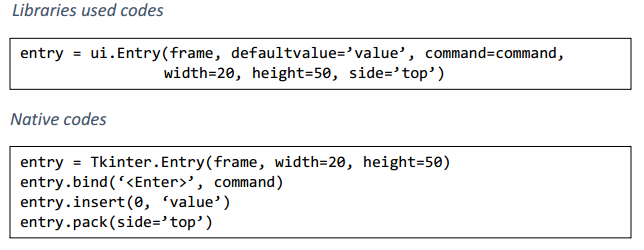 Libraries used codes
entry = ui.Entry(frame, defaultvalue=’value’, command=command,
width=20, height=50, side=’top’)
Native codes
entry = Tkinter.Entry(frame, width=20, height=50)
entry.bind(‘<Enter>’, command)
entry.insert(0, ‘value’)
entry.pack(side=’top’)